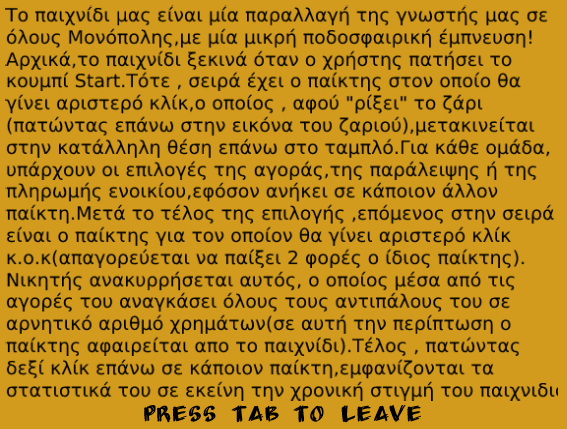 Το παιχνίδι μας είναι μία παραλλαγή της γνωστής μας σε
όλους Μονόπολης,με μία μικρή ποδοσφαιρική έμπνευση!
Αρχικά,το παιχνίδι ξεκινά όταν ο χρήστης πατήσει το
κουμπί Start.Τότε , σειρά έχει ο παίκτης στον οποίο θα
γίνει αριστερό κλίκ,ο οποίος , αφού "ρίξει" το ζάρι
(πατώντας επάνω στην εικόνα του ζαριού),μετακινείται
στην κατάλληλη θέση επάνω στο ταμπλό.Για κάθε ομάδα,
υπάρχουν οι επιλογές της αγοράς,της παράλειψης ή της
πληρωμής ενοικίου,εφόσον ανήκει σε κάποιον άλλον
παίκτη.Μετά το τέλος της επιλογής ,επόμενος στην σειρά
είναι ο παίκτης για τον οποίον θα γίνει αριστερό κλίκ
κ.ο.κ(απαγορεύεται να παίξει 2 φορές ο ίδιος παίκτης).
Νικητής ανακυρρήσεται αυτός, ο οποίος μέσα από τις
αγορές του αναγκάσει όλους τους αντιπάλους του σε
αρνητικό αριθμό χρημάτων(σε αυτή την περίπτωση ο
παίκτης αφαιρείται απο το παιχνίδι).Τέλος , πατώντας
δεξί κλίκ επάνω σε κάποιον παίκτη,εμφανίζονται τα
στατιστικά του σε εκείνη την χρονική στιγμή του
PRESS TAB TO LEAVE